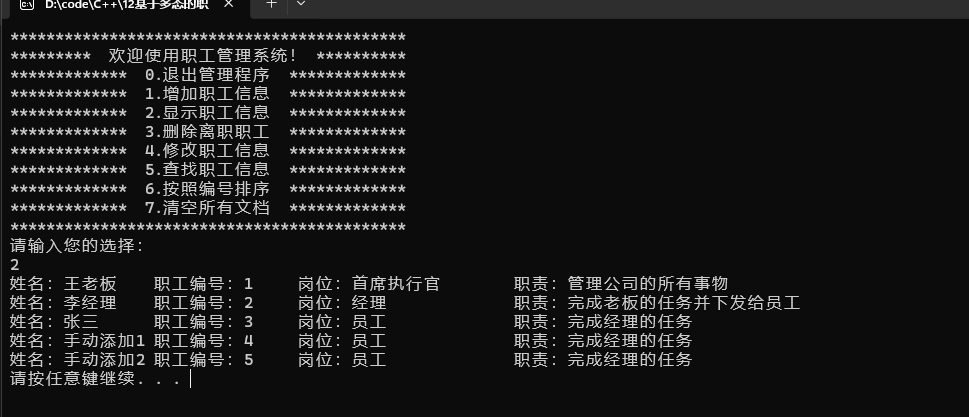 D:\code\C++\12基于多态的职
********************************************
********* 欢迎使用职工管理系统! **********
************* 0.退出管理程序 *************
************* 1.增加职工信息 *************
************* 2.显示职工信息 *************
************* 3.删除离职职工 *************
************* 4.修改职工信息 *************
************* 5.查找职工信息 *************
************* 6.按照编号排序 *************
************* 7.清空所有文档 *************
********************************************
请输入您的选择:
2
姓名: 王老板 职工编号: 1 岗位: 首席执行官 职责: 管理公司的所有事物
姓名: 李经理 职工编号: 2 岗位: 经理 职责: 完成老板的任务并下发给员工
姓名: 张三 职工编号: 3 岗位: 员工 职责: 完成经理的任务
姓名: 手动添加1 职工编号: 4 岗位: 员工 职责: 完成经理的任务
姓名: 手动添加2 职工编号: 5 岗位: 员工 职责: 完成经理的任务
请按任意键继续. . .